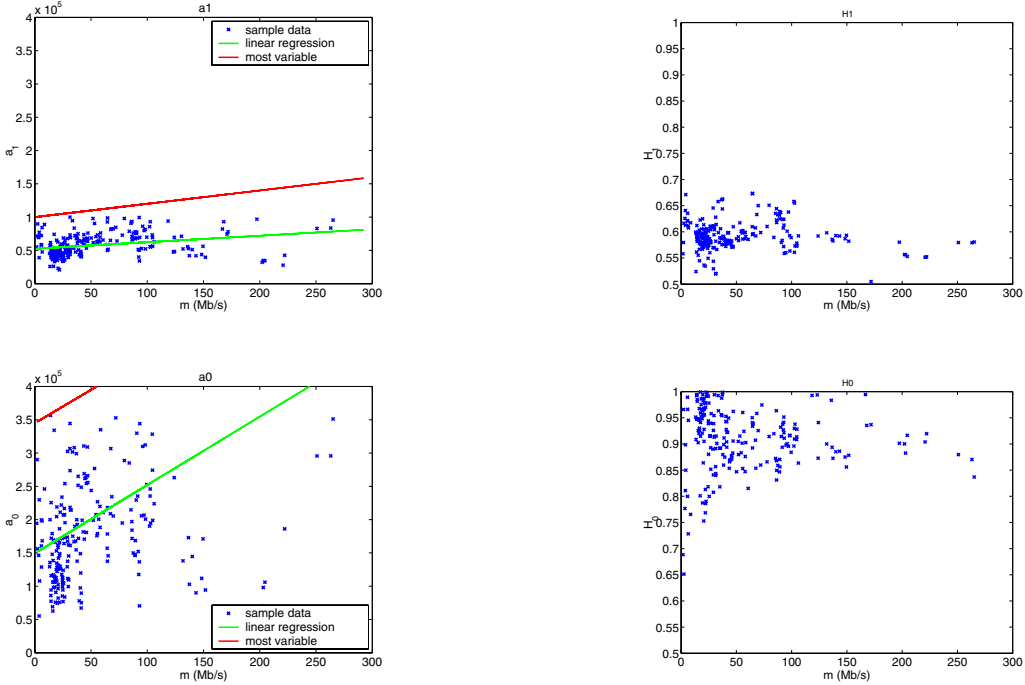 x 10^5
a1
4
3.5
3
2.5
2
1.5
1
0.5
0
a_1
sample data
linear regression
most variable
0 50 100 150 200 250 300
m (Mb/s)
H1
1
0.95
0.9
0.85
0.8
0.75
0.7
0.65
0.6
0.55
0.5
H_1
0 50 100 150 200 250 300
m (Mb/s)
x 10^5
a0
4
3.5
3
2.5
2
1.5
1
0.5
0
a_0
sample data
linear regression
most variable
0 50 100 150 200 250 300
m (Mb/s)
H0
1
0.95
0.9
0.85
0.8
0.75
0.7
0.65
0.6
0.55
0.5
H_0
0 50 100 150 200 250 300
m (Mb/s)